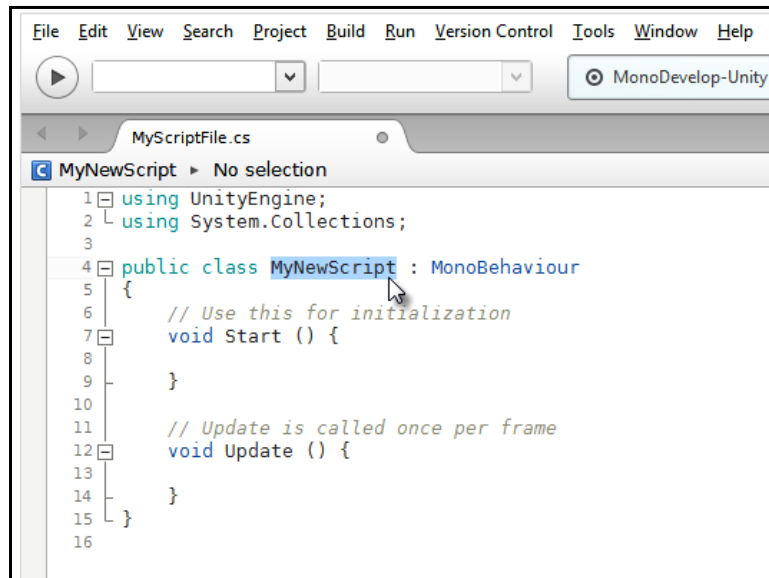 File Edit View Search Project Build Run Version Control Tools Window Help
MonoDevelop-Unity
MyScriptFile.cs
C MyNewScript ▸ No selection
1 using UnityEngine;
2 using System.Collections;
3
4 public class MyNewScript : MonoBehaviour
5 {
6 // Use this for initialization
7 void Start () {
8
9 }
10
11 // Update is called once per frame
12 void Update () {
13
14 }
15 }
16